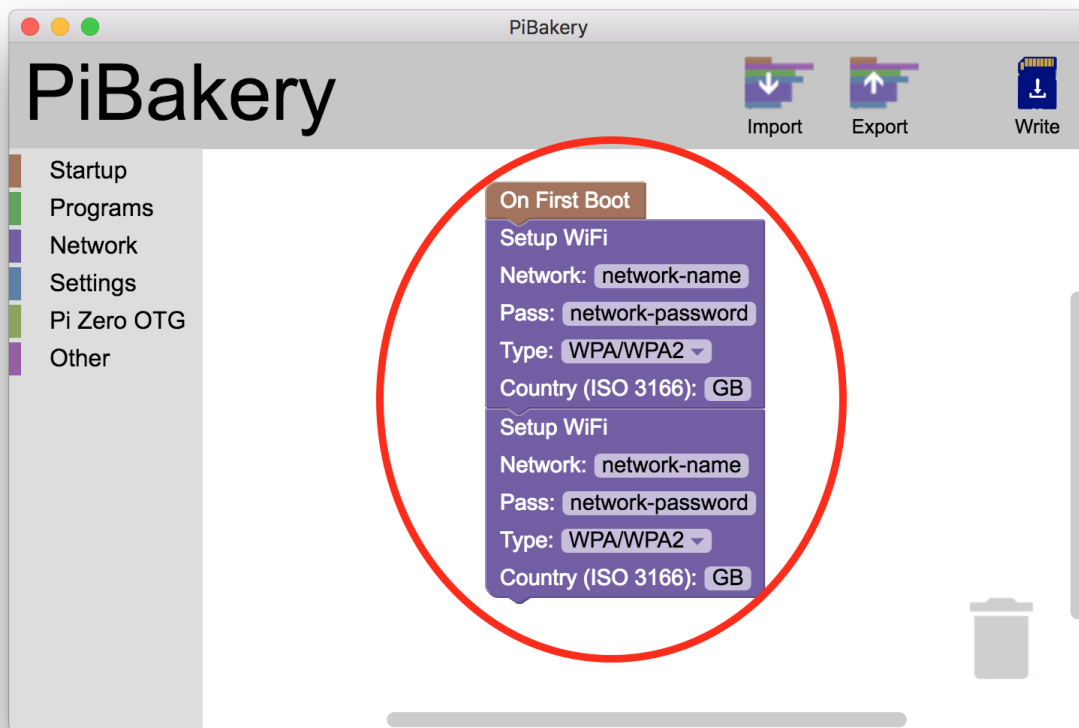 PiBakery
PiBakery
Import
Export
Write
Startup
Programs
Network
Settings
Pi Zero OTG
Other
On First Boot
Setup WiFi
Network: network-name
Pass: network-password
Type: WPA/WPA2
Country (ISO 3166): GB
Setup WiFi
Network: network-name
Pass: network-password
Type: WPA/WPA2
Country (ISO 3166): GB